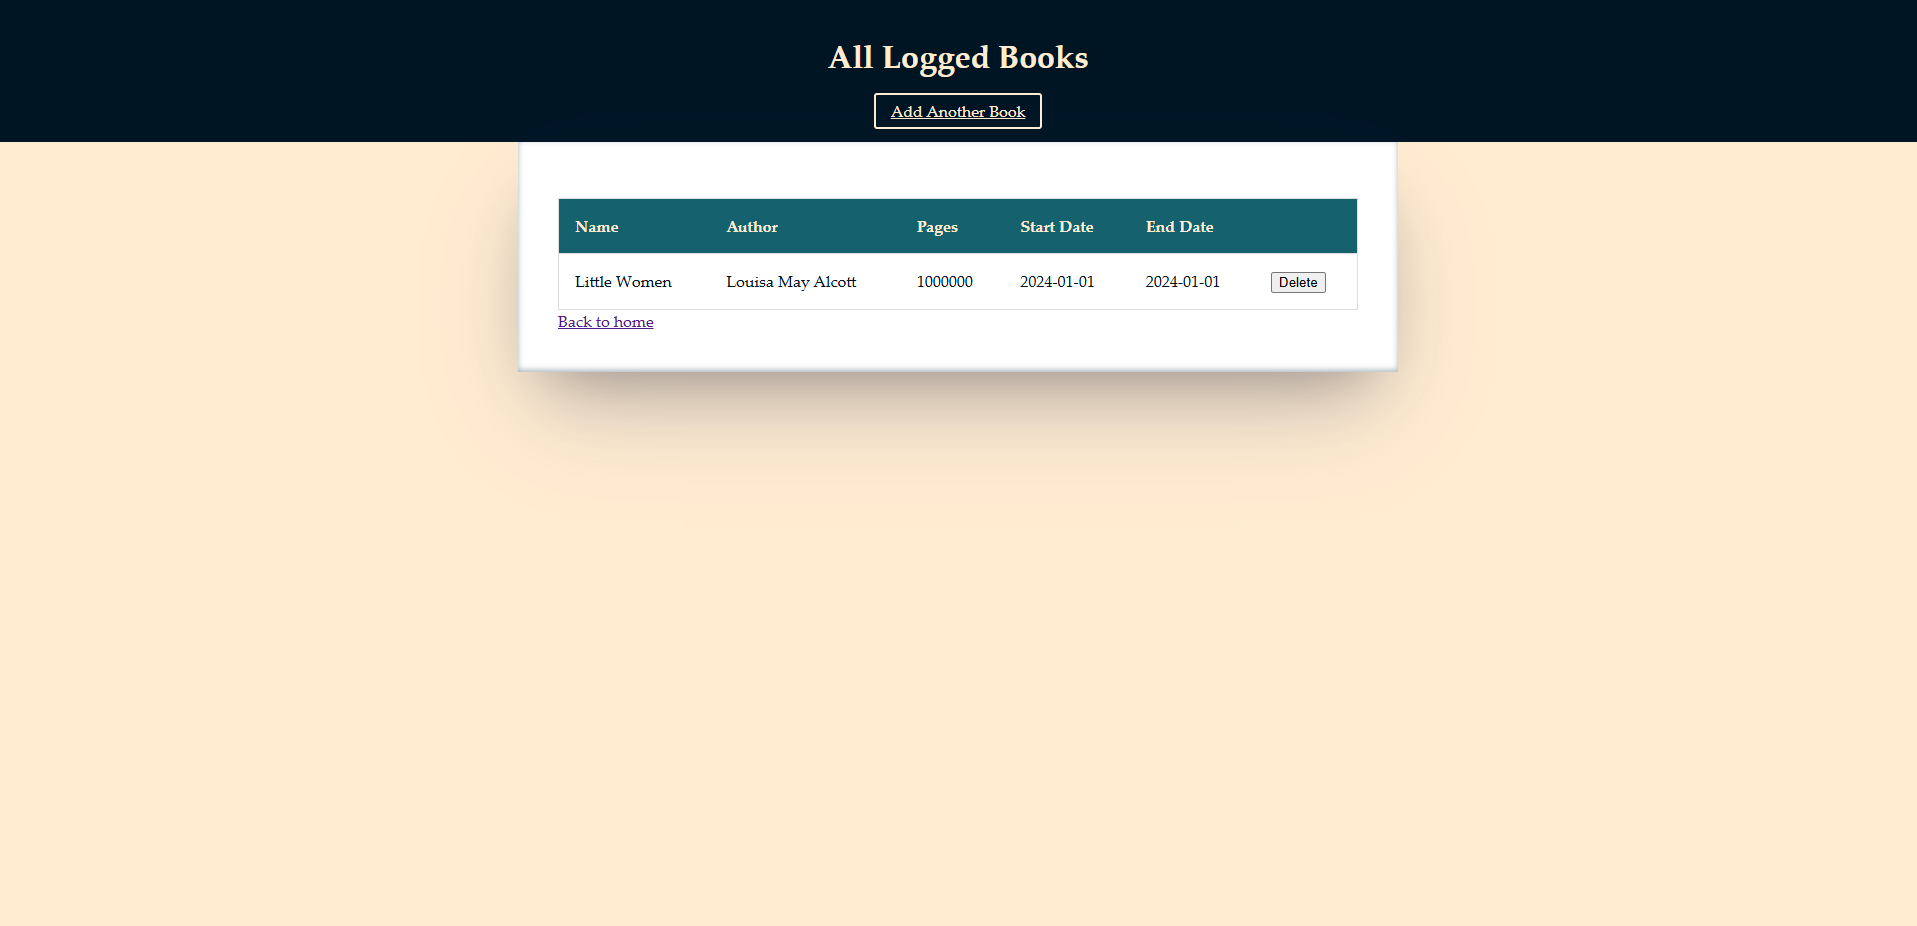 All Logged Books
Add Another Book
Name Author Pages Start Date End Date
Little Women Louisa May Alcott 1000000 2024-01-01 2024-01-01 Delete
Back to home